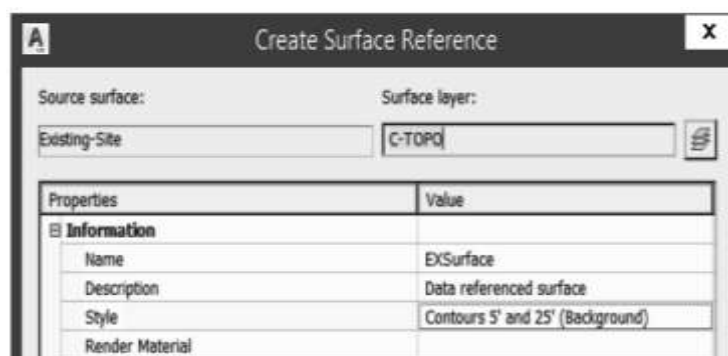 Create Surface Reference
X
Source surface:
Surface layer:
Existing-Site
C-TOPO
Properties
Value
Information
Name
EXSurface
Description
Data referenced surface
Style
Contours 5' and 25' (Background)
Render Material